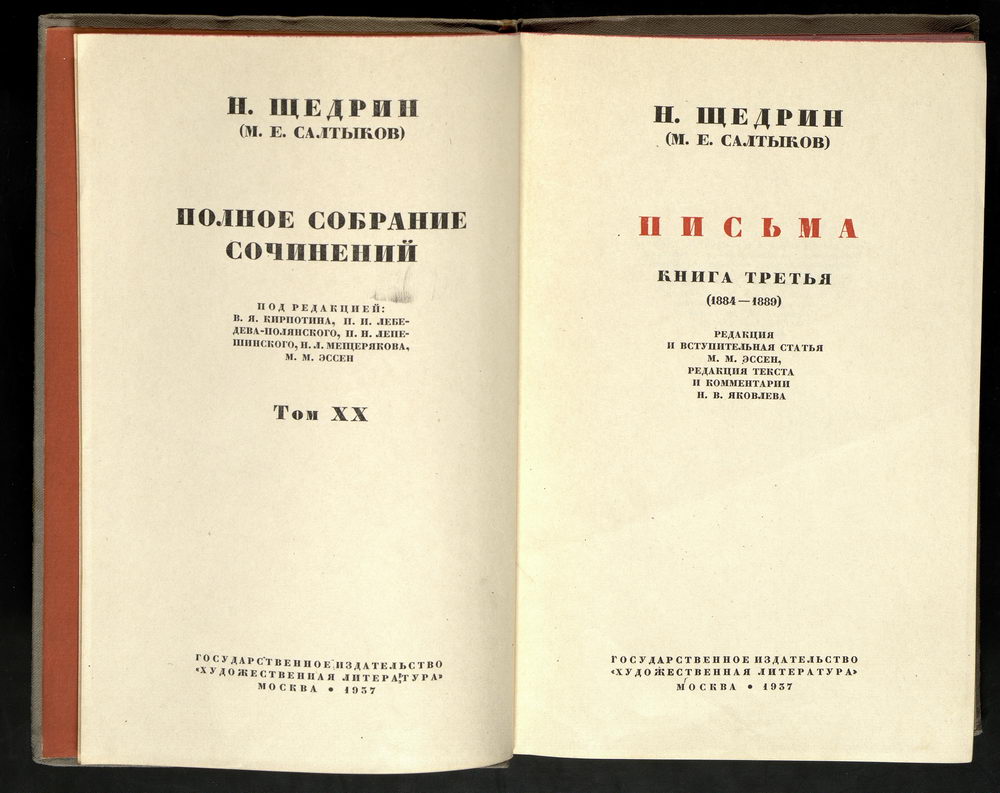 Н. ЩЕДРИН
(М. Е. САЛТЫКОВ)
ПОЛНОЕ СОБРАНИЕ
СОЧИНЕНИЙ
ПОД РЕДАКЦИЕЙ:
В. Я. КИРПОТИНА, П. И. ЛЕБЕ-
ДЕВА-ПОЛЯНСКОГО, П. Н. ЛЕПЕ-
ШИНСКОГО, Н. Л. МЕЩЕРЯКОВА,
М. М. ЭССЕН
Том XX
ГОСУДАРСТВЕННОЕ ИЗДАТЕЛЬСТВО
«ХУДОЖЕСТВЕННАЯ ЛИТЕРАТУРА»
МОСКВА • 1937
Н. ЩЕДРИН
(М. Е. САЛТЫКОВ)
ПИСЬМА
КНИГА ТРЕТЬЯ
(1884—1889)
РЕДАКЦИЯ
И ВСТУПИТЕЛЬНАЯ СТАТЬЯ
М. М. ЭССЕН,
РЕДАКЦИЯ ТЕКСТА
И КОММЕНТАРИИ
Н. В. ЯКОВЛЕВА
ГОСУДАРСТВЕННОЕ ИЗДАТЕЛЬСТВО
«ХУДОЖЕСТВЕННАЯ ЛИТЕРАТУРА»
МОСКВА • 1937